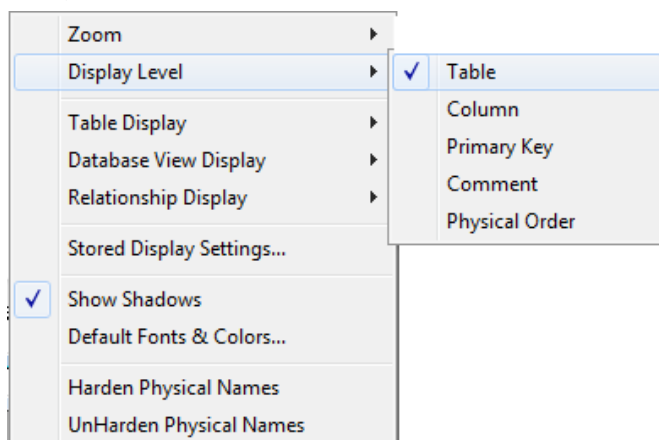 Zoom
Display Level
Table Display
Database View Display
Relationship Display
Stored Display Settings...
Show Shadows
Default Fonts & Colors...
Harden Physical Names
UnHarden Physical Names
Table
Column
Primary Key
Comment
Physical Order